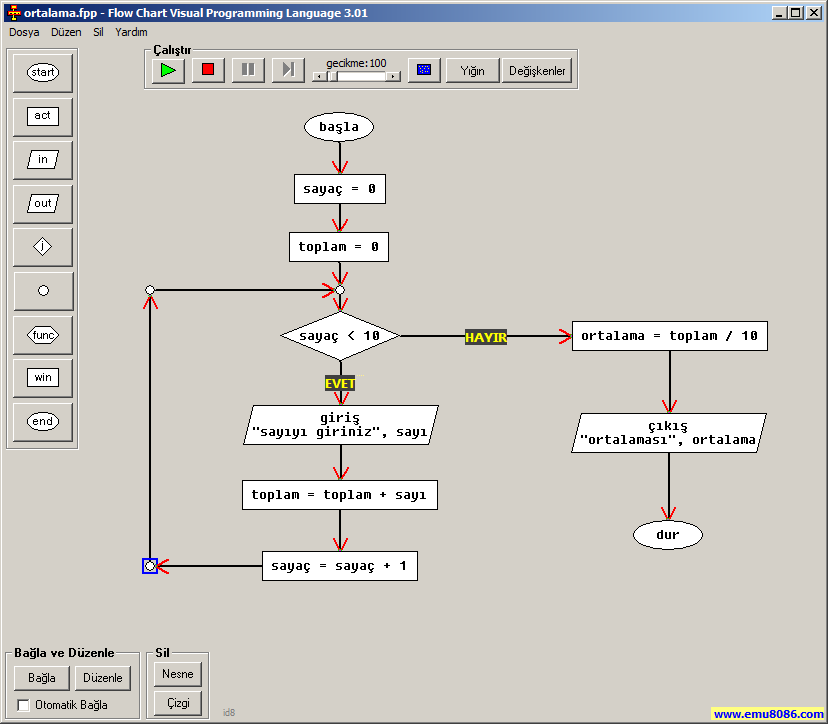 ortalama.fpp - Flow Chart Visual Programming Language 3.01
Dosya Düzen Sil Yardım
Çalıştır
gecikme:100
Yığın
Değişkenler
start
act
in
out
j
func
win
end
başla
sayaç = 0
toplam = 0
sayaç < 10
HAYIR
ortalama = toplam / 10
EVET
giriş
"sayıyı giriniz", sayı
çıkış
"ortalaması", ortalama
toplam = toplam + sayı
dur
sayaç = sayaç + 1
Bağla ve Düzenle
Bağla
Düzenle
Otomatik Bağla
Sil
Nesne
Çizgi
id8
www.emu8086.com